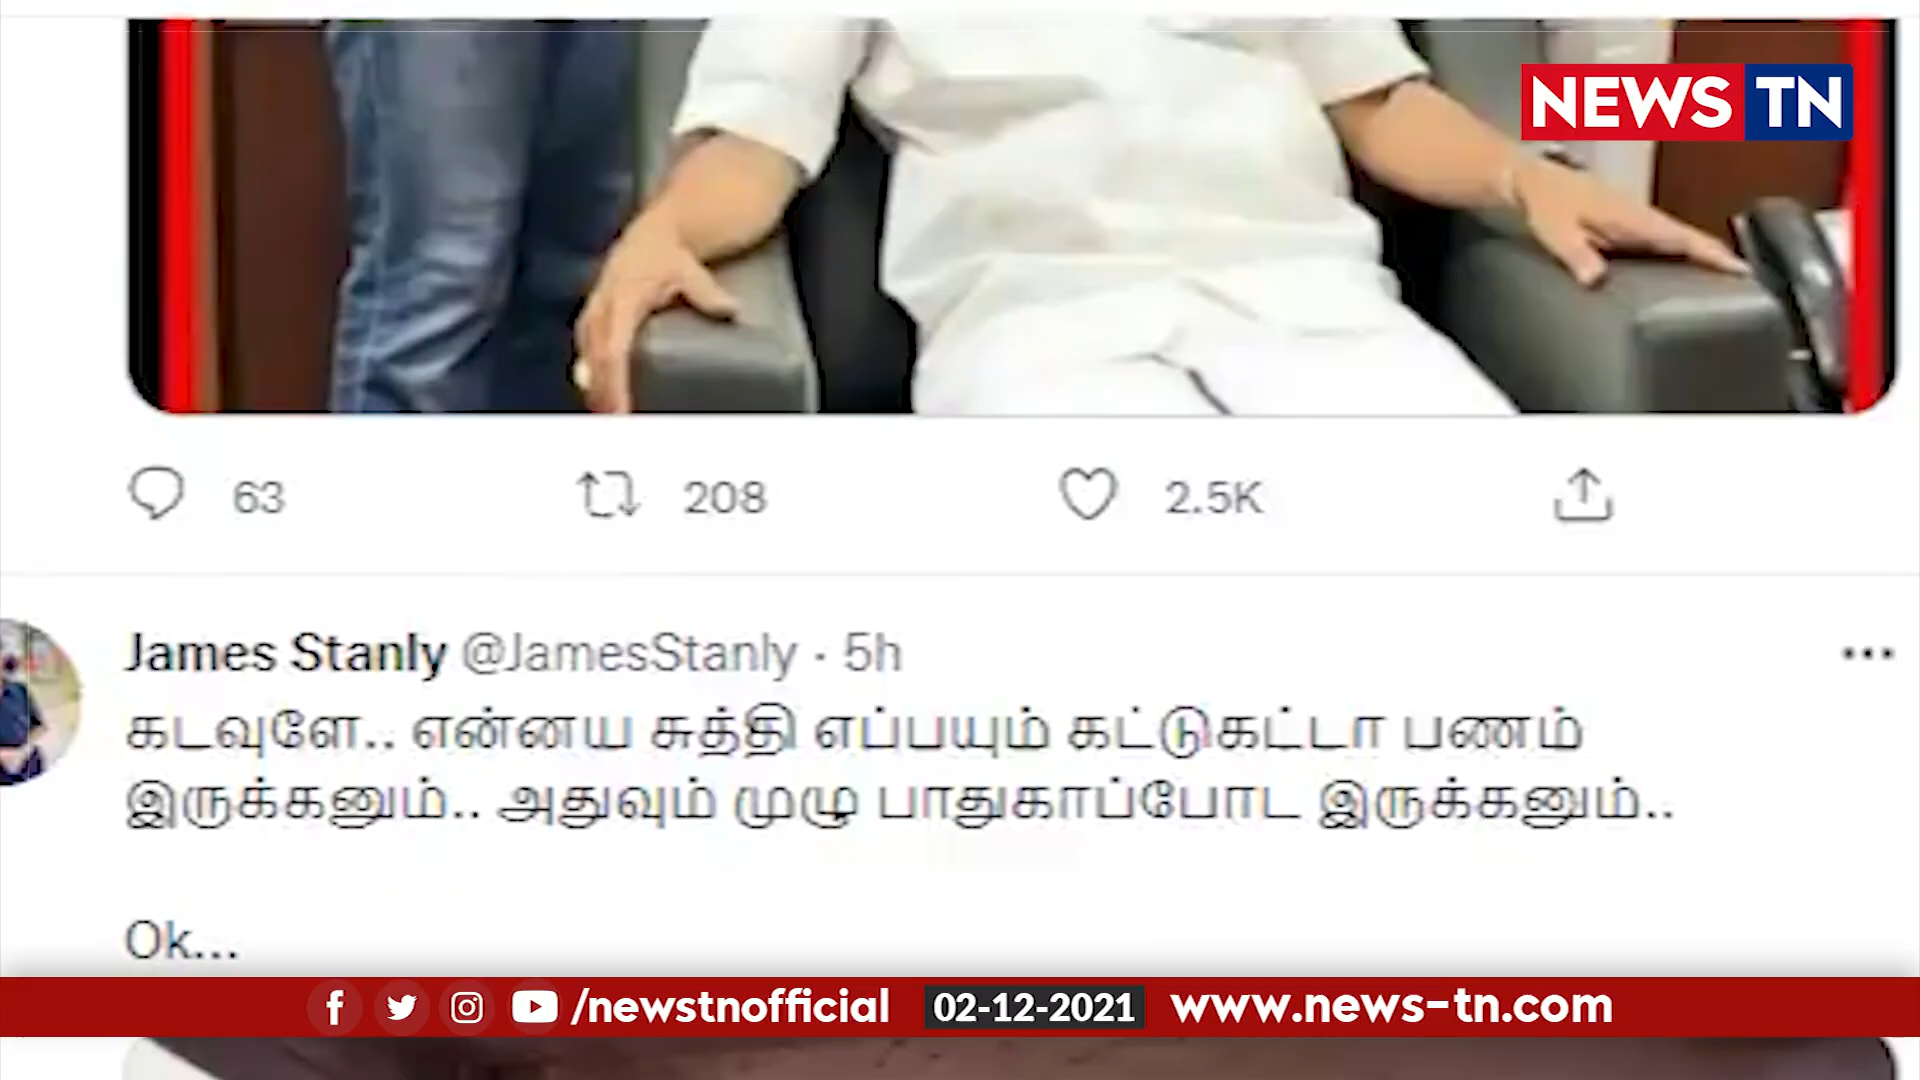 NEWS TN
63 208 2.5K
James Stanly @JamesStanly · 5h
கடவுளே.. என்னய சுத்தி எப்பயும் கட்டுகட்டா பணம்
இருக்கனும்.. அதுவும் முழு பாதுகாப்போட இருக்கனும்..
Ok...
/newstnofficial 02-12-2021 www.news-tn.com